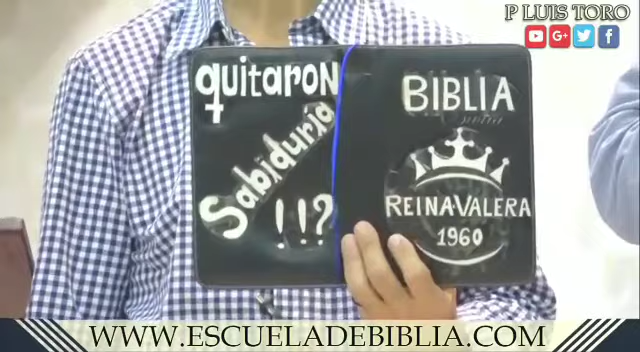 P LUIS TORO
quitaron
Sabiduria
!!?
BIBLIA
REINA-VALERA
1960
WWW.ESCUELADEBIBLIA.COM